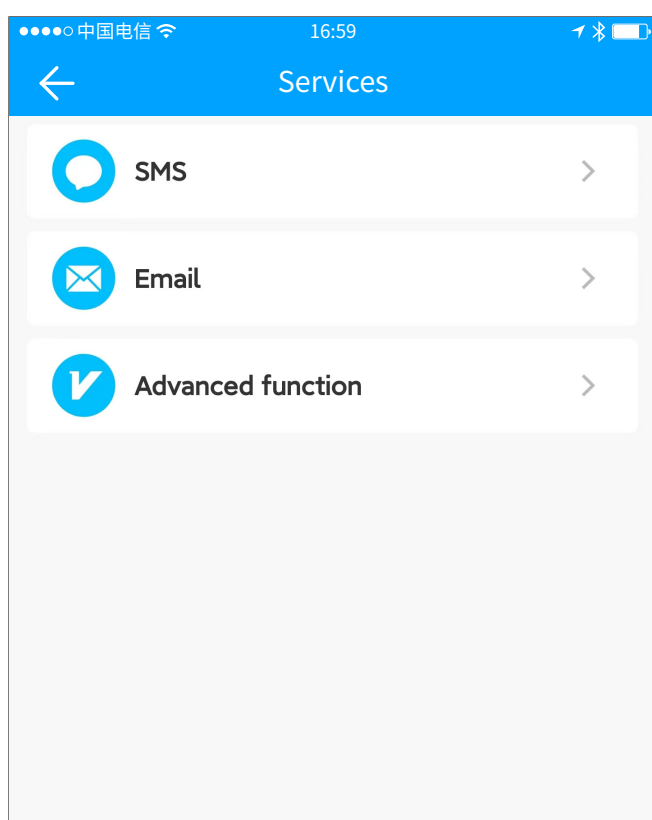 中国电信 16:59
Services
SMS
Email
Advanced function